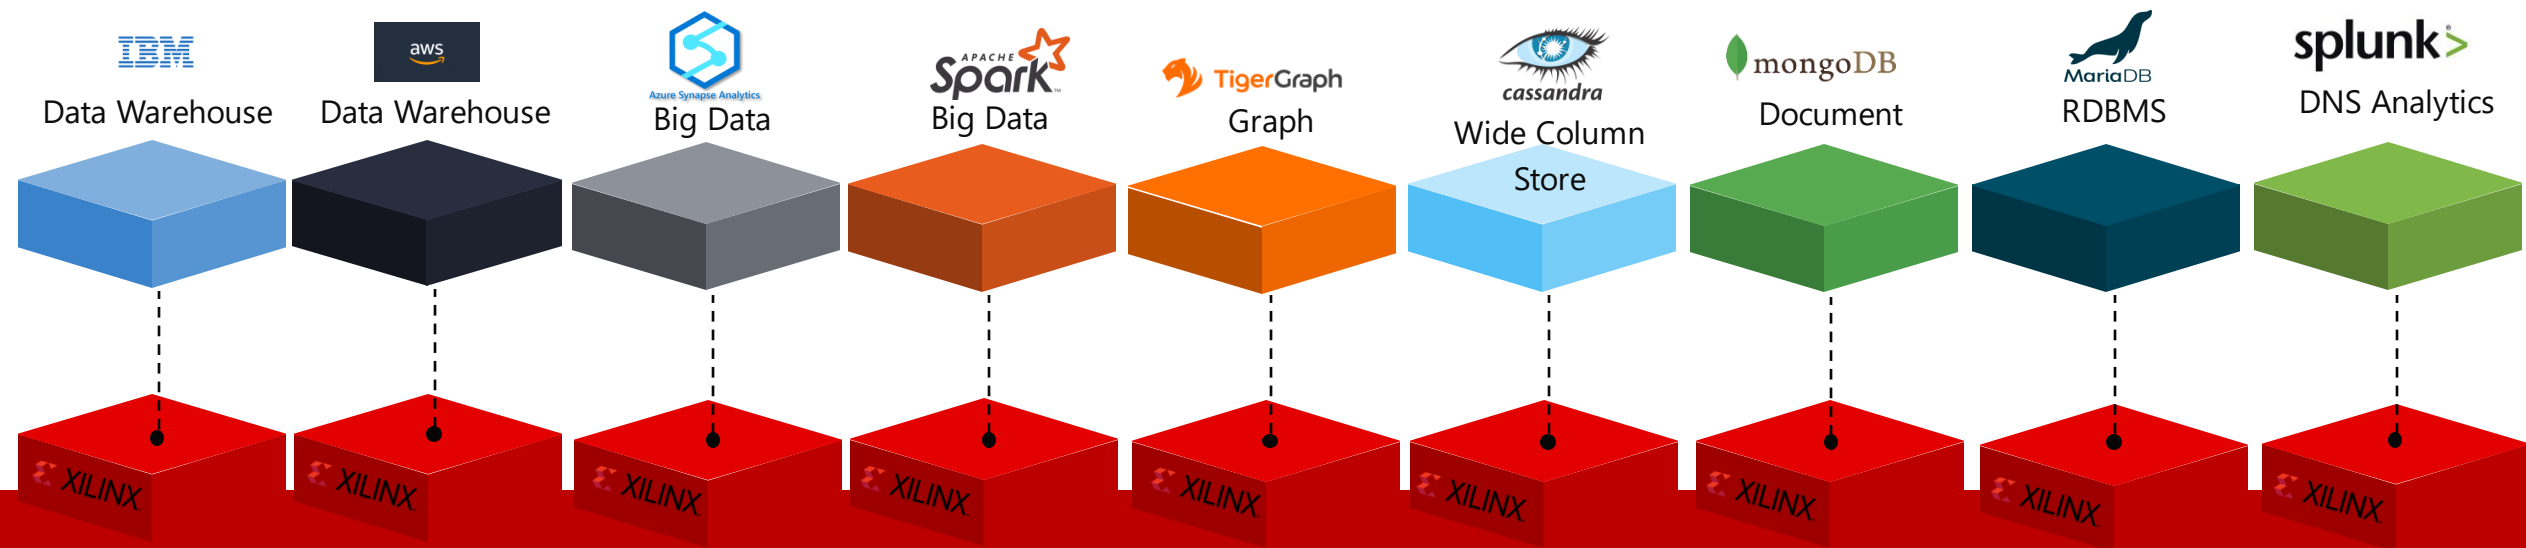 IBM
Data Warehouse
aws
Data Warehouse
Azure Synapse Analytics
Big Data
APACHE
Spark™
Big Data
TigerGraph
Graph
cassandra
Wide Column
Store
mongoDB
Document
MariaDB
RDBMS
splunk>
DNS Analytics
XILINX
XILINX
XILINX
XILINX
XILINX
XILINX
XILINX
XILINX
XILINX